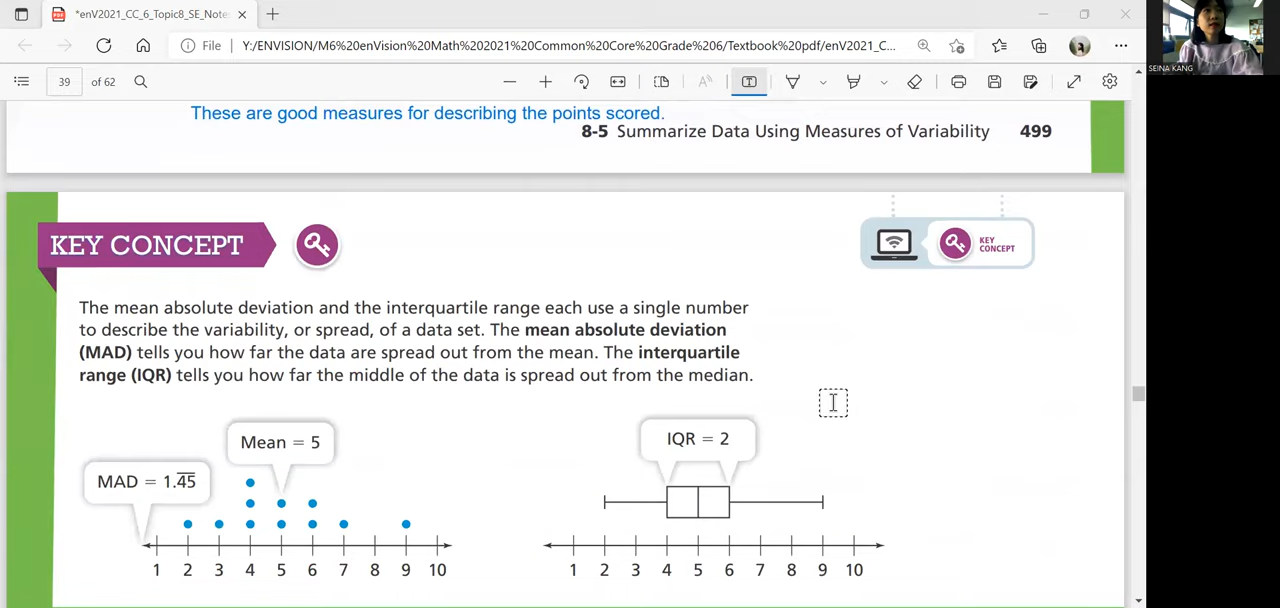 *enV2021_CC_6_Topic8_SE_Note
File
Y:/ENVISION/M6%20enVision%20Math%202021%20Common%20Core%20Grade%206/Textbook%20pdf/enV2021_C...
SEINA KANG
39 of 62
These are good measures for describing the points scored.
8-5 Summarize Data Using Measures of Variability 499
KEY CONCEPT
KEY
CONCEPT
The mean absolute deviation and the interquartile range each use a single number
to describe the variability, or spread, of a data set. The mean absolute deviation
(MAD) tells you how far the data are spread out from the mean. The interquartile
range (IQR) tells you how far the middle of the data is spread out from the median.
Mean = 5
MAD = 1.4̅5̅
1 2 3 4 5 6 7 8 9 10
IQR = 2
1 2 3 4 5 6 7 8 9 10